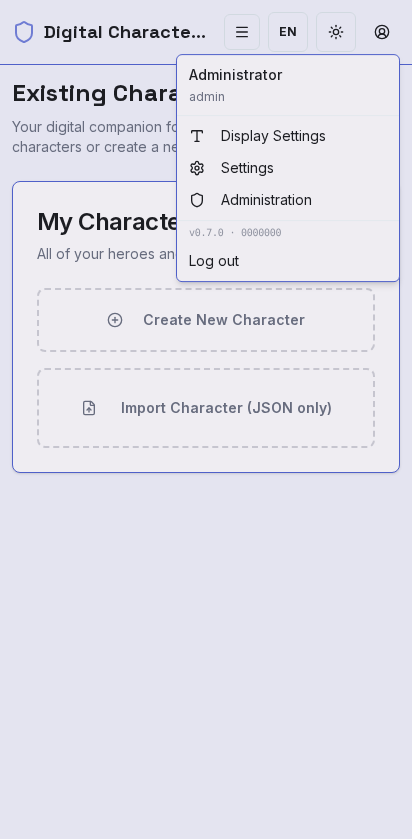 Digital Characte...
EN
Administrator
admin
Display Settings
Settings
Administration
v0.7.0 · 0000000
Log out
Existing Chara
Your digital companion fo
characters or create a ne
My Characte
All of your heroes an
Create New Character
Import Character (JSON only)